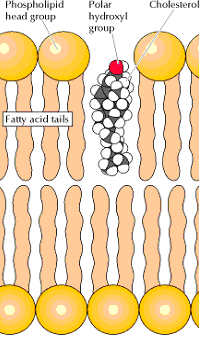 Phospholipid
head group
Polar
hydroxyl
group
Cholesterol
Fatty acid tails